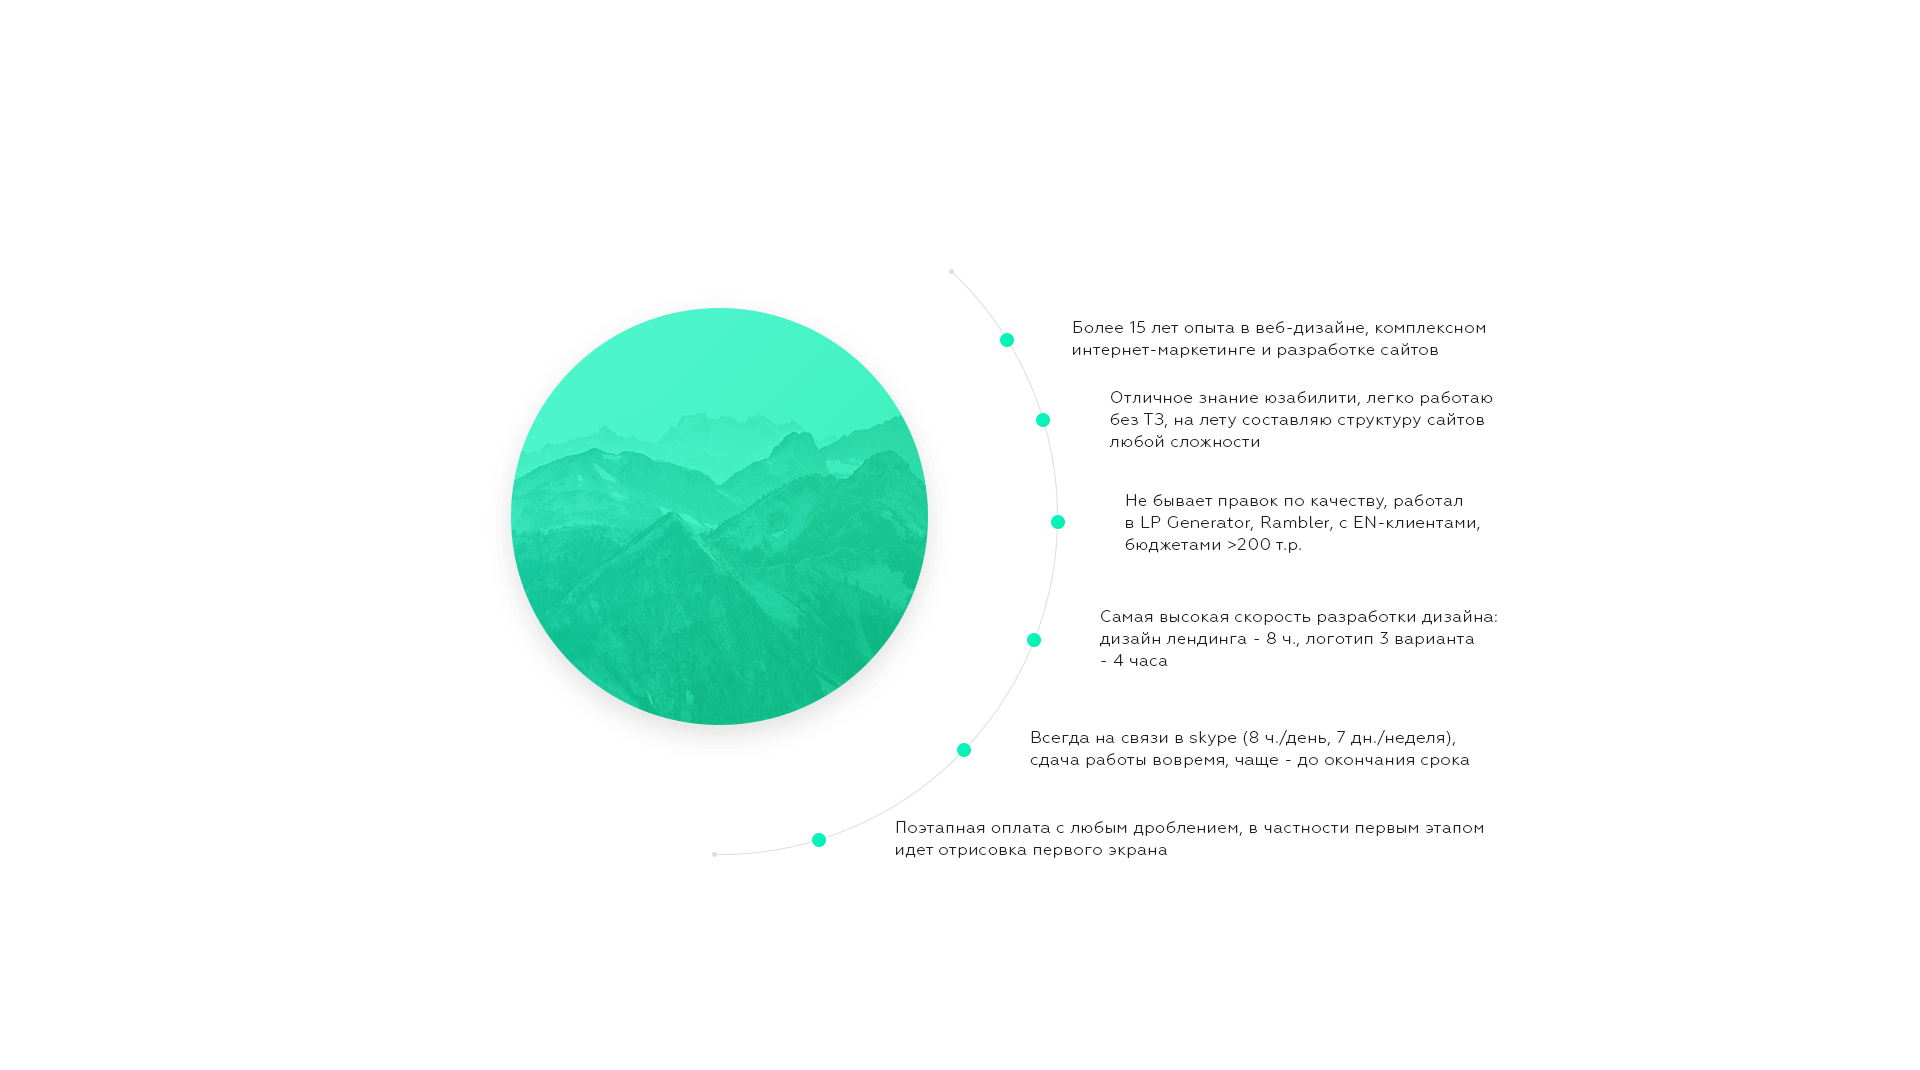 Более 15 лет опыта в веб-дизайне, комплексном
интернет-маркетинге и разработке сайтов
Отличное знание юзабилити, легко работаю
без ТЗ, на лету составляю структуру сайтов
любой сложности
Не бывает правок по качеству, работал
в LP Generator, Rambler, с EN-клиентами,
бюджетами >200 т.р.
Самая высокая скорость разработки дизайна:
дизайн лендинга - 8 ч., логотип 3 варианта
- 4 часа
Всегда на связи в skype (8 ч./день, 7 дн./неделя),
сдача работы вовремя, чаще - до окончания срока
Поэтапная оплата с любым дроблением, в частности первым этапом
идет отрисовка первого экрана